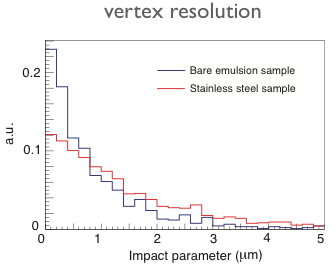 vertex resolution
0.2
Bare emulsion sample
Stainless steel sample
a.u.
0.1
0
0 1 2 3 4 5
Impact parameter (μm)